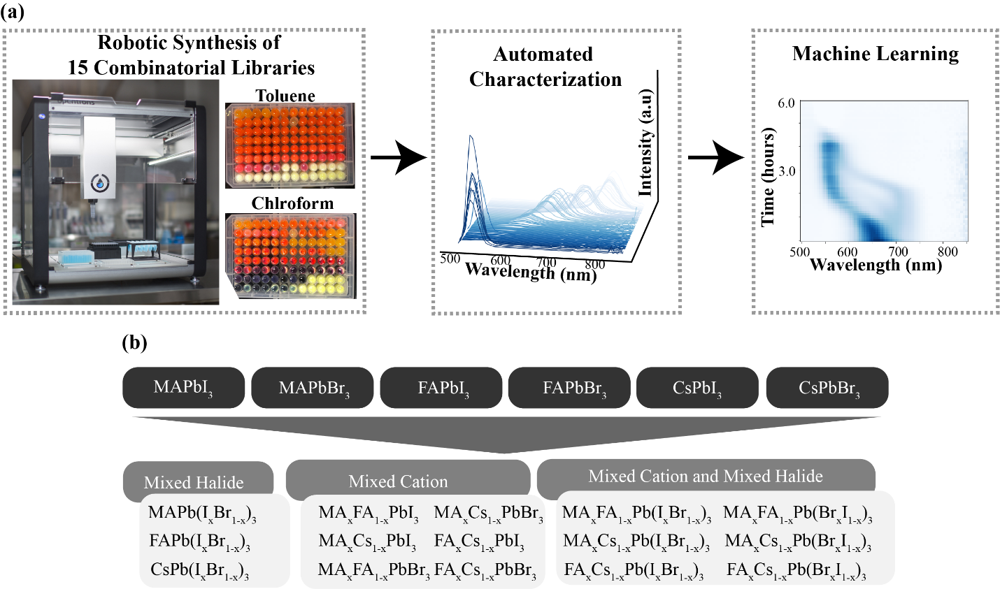 (a)
Robotic Synthesis of
15 Combinatorial Libraries
opentrons
Toluene
Chlroform
Automated
Characterization
Intensity (a.u)
500 600 700 800
Wavelength (nm)
Machine Learning
6.0
3.0
Time (hours)
500 600 700 800
Wavelength (nm)
(b)
MAPbI3 MAPbBr3 FAPbI3 FAPbBr3 CsPbI3 CsPbBr3
Mixed Halide
MAPb(IxBr1-x)3
FAPb(IxBr1-x)3
CsPb(IxBr1-x)3
Mixed Cation
MAxFA1-xPbI3 MAxCs1-xPbBr3
MAxCs1-xPbI3 FAxCs1-xPbI3
MAxFA1-xPbBr3 FAxCs1-xPbBr3
Mixed Cation and Mixed Halide
MAxFA1-xPb(IxBr1-x)3 MAxFA1-xPb(BrxI1-x)3
MAxCs1-xPb(IxBr1-x)3 MAxCs1-xPb(BrxI1-x)3
FAxCs1-xPb(IxBr1-x)3 FAxCs1-xPb(BrxI1-x)3